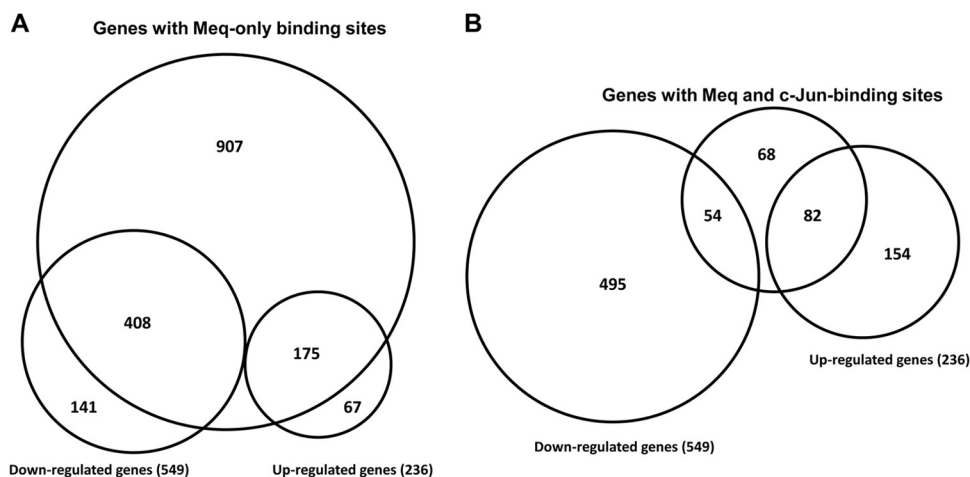 A
Genes with Meq-only binding sites
907
408
175
141
67
Down-regulated genes (549)
Up-regulated genes (236)
B
Genes with Meq and c-Jun-binding sites
68
54
82
154
495
Up-regulated genes (236)
Down-regulated genes (549)